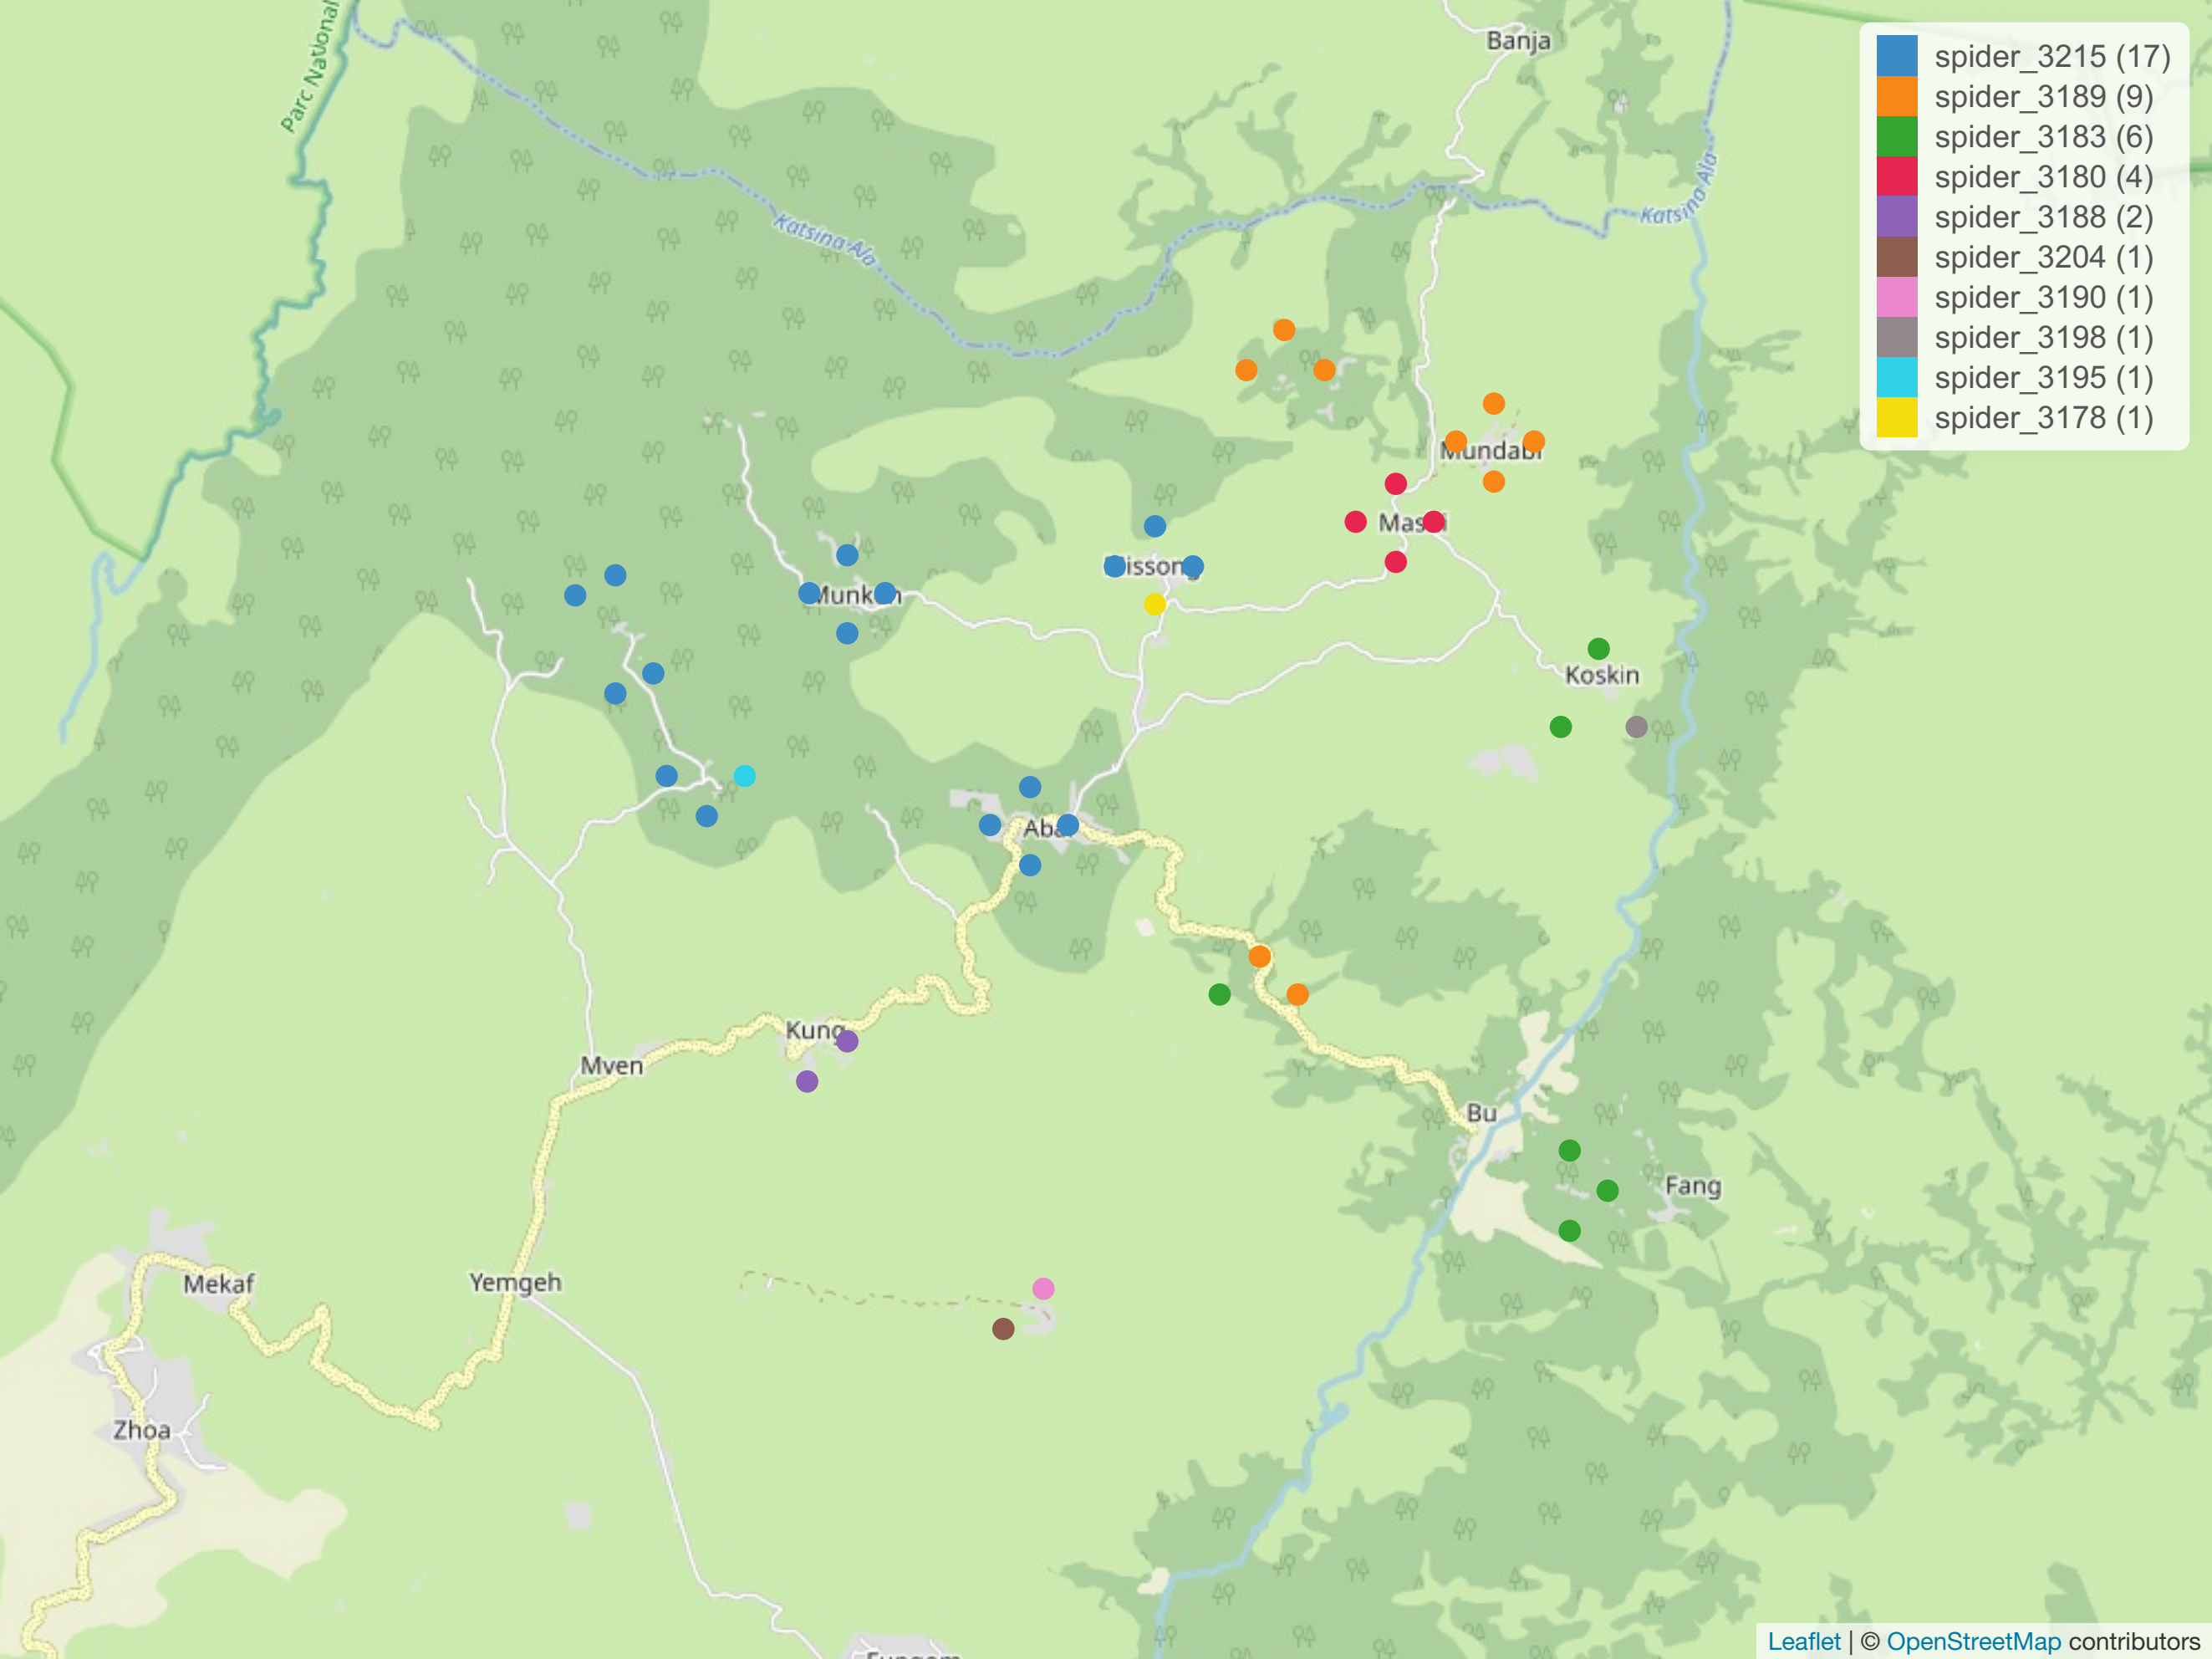 Parc National
Banja
Katsina Ala
Katsina Ala
spider_3215 (17)
spider_3189 (9)
spider_3183 (6)
spider_3180 (4)
spider_3188 (2)
spider_3204 (1)
spider_3190 (1)
spider_3198 (1)
spider_3195 (1)
spider_3178 (1)
Mundabi
Koskin
Kung
Mven
Bu
Fang
Mekaf
Yemgeh
Zhoa
Leaflet | © OpenStreetMap contributors